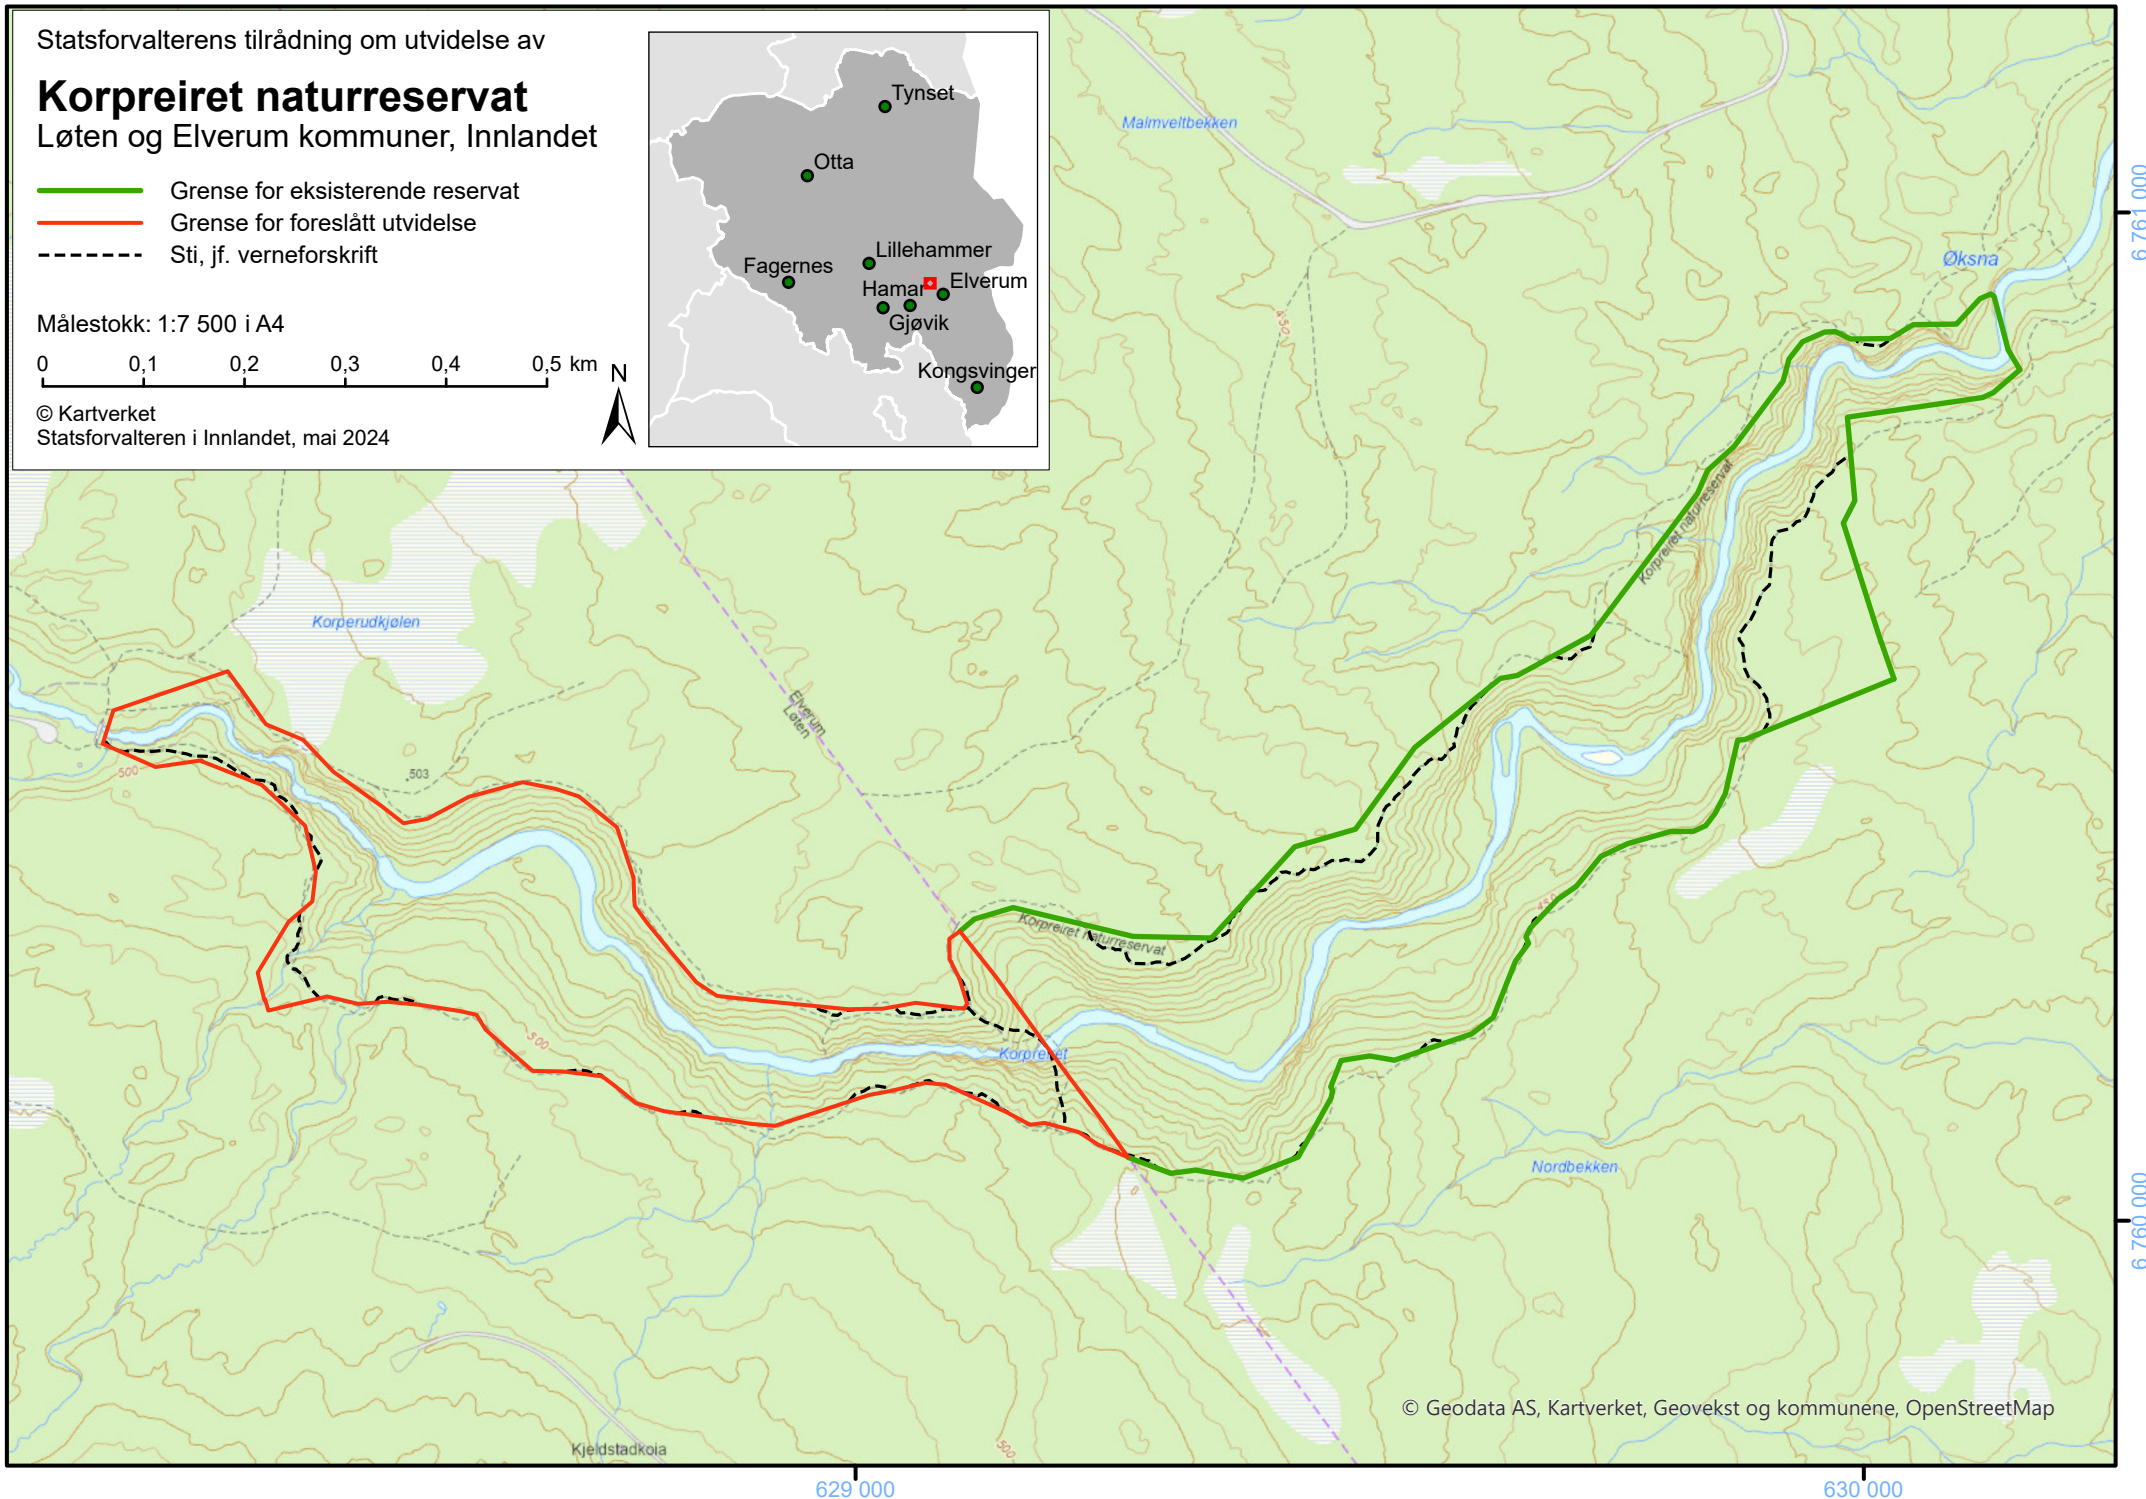 Statsforvalterens tilrådning om utvidelse av
Korpreiret naturreservat
Løten og Elverum kommuner, Innlandet
Grense for eksisterende reservat
Grense for foreslått utvidelse
Sti, jf. verneforskrift
Målestokk: 1:7 500 i A4
0 0,1 0,2 0,3 0,4 0,5 km
N
© Kartverket
Statsforvalteren i Innlandet, mai 2024
Tynset
Otta
Lillehammer
Fagernes
Elverum
Hamar
Gjøvik
Kongsvinger
Malmveltbekken
6 761 000
Øksna
450
Korpreiret naturreservat
Korperudkjølen
Elverum
Løten
503
500
450
Korpreiret naturreservat
500
Korpreiret
Nordbekken
6 760 000
© Geodata AS, Kartverket, Geovekst og kommunene, OpenStreetMap
Kjeldstadkoia
500
629 000
630 000